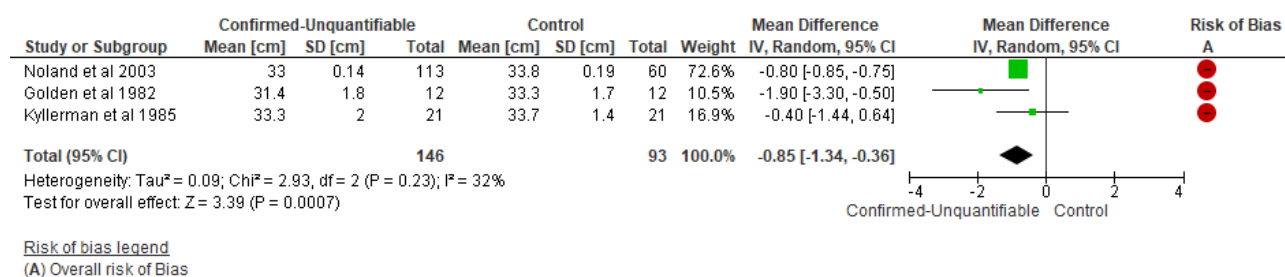 Confirmed-Unquantifiable Control Mean Difference Mean Difference Risk of Bias
Study or Subgroup Mean [cm] SD [cm] Total Mean [cm] SD [cm] Total Weight IV, Random, 95% CI IV, Random, 95% CI A
Noland et al 2003 33 0.14 113 33.8 0.19 60 72.6% -0.80 [-0.85, -0.75]
Golden et al 1982 31.4 1.8 12 33.3 1.7 12 10.5% -1.90 [-3.30, -0.50]
Kyllerman et al 1985 33.3 2 21 33.7 1.4 21 16.9% -0.40 [-1.44, 0.64]
Total (95% CI) 146 93 100.0% -0.85 [-1.34, -0.36]
Heterogeneity: Tau² = 0.09; Chi² = 2.93, df = 2 (P = 0.23); I² = 32%
Test for overall effect: Z = 3.39 (P = 0.0007)
-4 -2 0 2 4
Confirmed-Unquantifiable Control
Risk of bias legend
(A) Overall risk of Bias